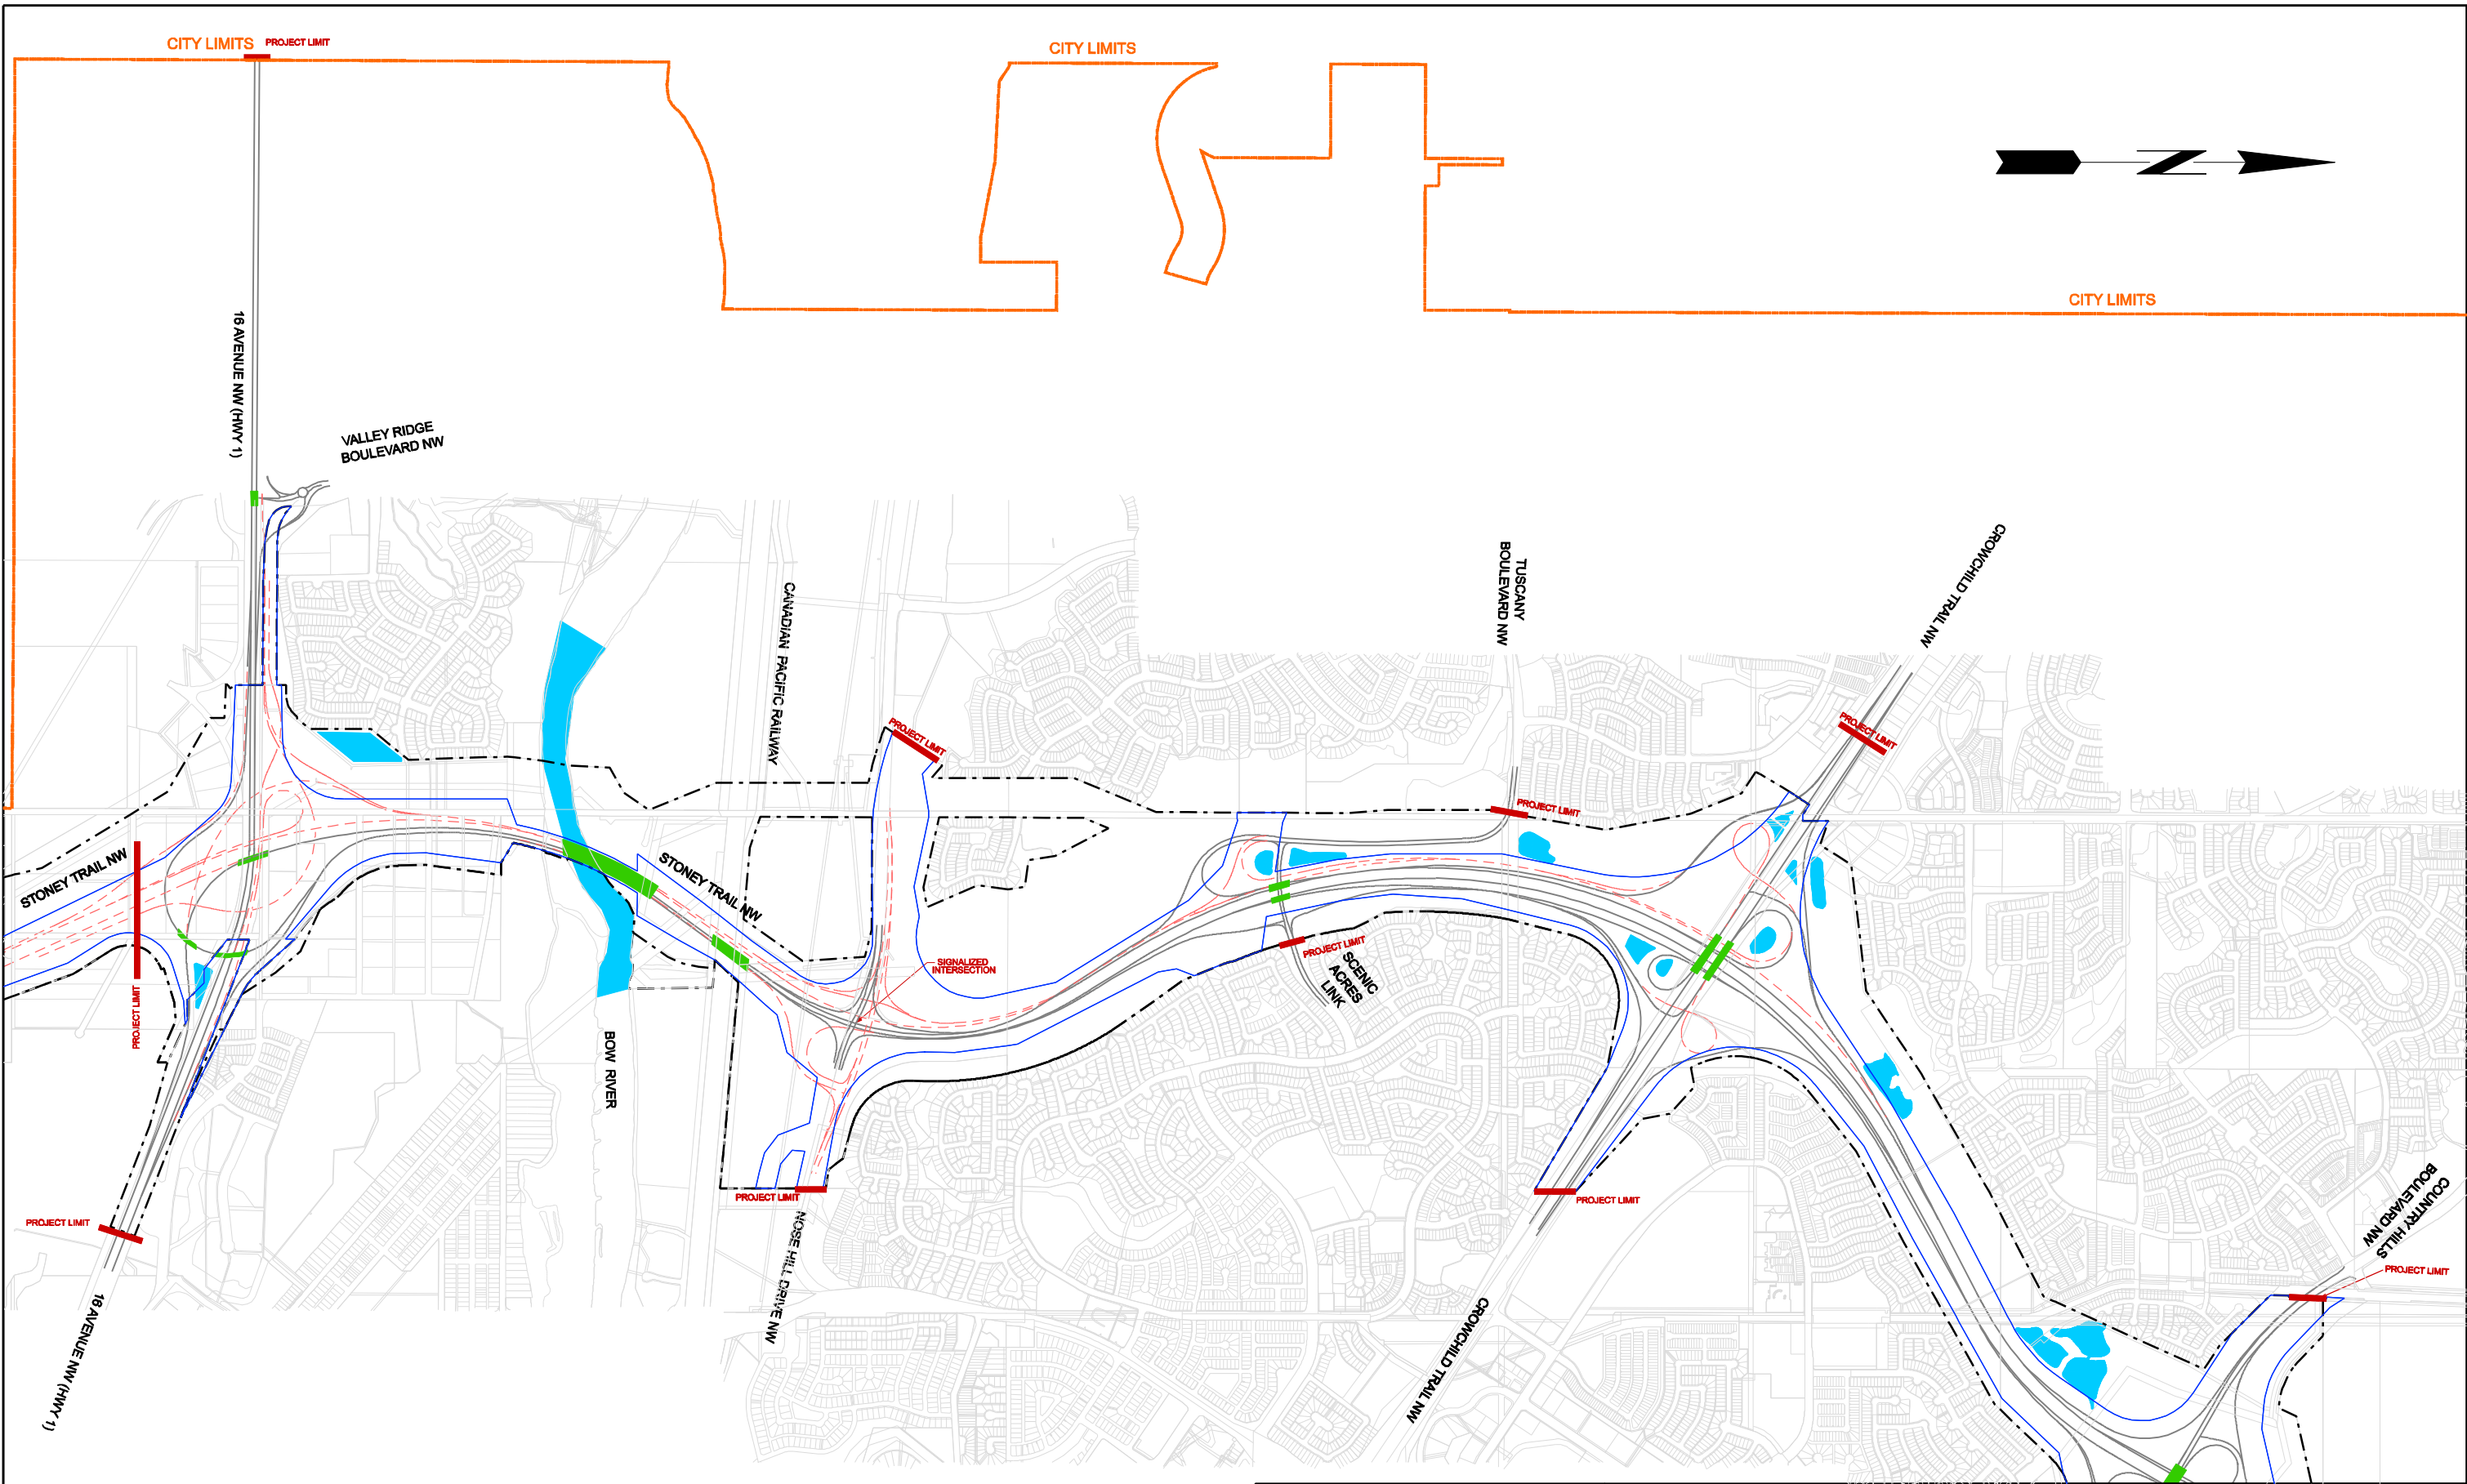 CITY LIMITS
PROJECT LIMIT
CITY LIMITS
N
CITY LIMITS
16 AVENUE NW (HWY 1)
VALLEY RIDGE
BOULEVARD NW
CANADIAN PACIFIC RAILWAY
TUSCANY
BOULEVARD NW
CROWCHILD TRAIL NW
PROJECT LIMIT
PROJECT LIMIT
PROJECT LIMIT
STONEY TRAIL NW
STONEY TRAIL NW
PROJECT LIMIT
SIGNALIZED
INTERSECTION
PROJECT LIMIT
SCENIC
ACRES
LINK
BOW RIVER
PROJECT LIMIT
PROJECT LIMIT
PROJECT LIMIT
COUNTRY HILLS
BOULEVARD NW
PROJECT LIMIT
NOSE HILL DRIVE NW
CROWCHILD TRAIL NW
16 AVENUE NW (HWY 1)